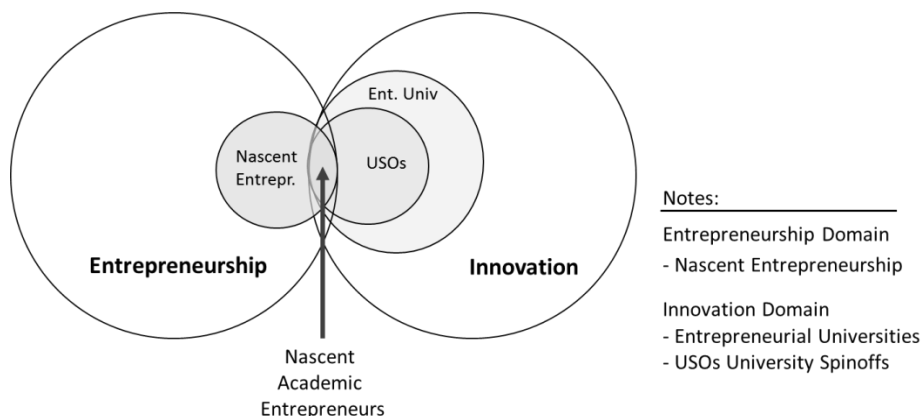 Ent. Univ
Nascent
Entrepr.
USOs
Entrepreneurship
Innovation
Nascent
Academic
Entrepreneurs
Notes:
Entrepreneurship Domain
- Nascent Entrepreneurship
Innovation Domain
- Entrepreneurial Universities
- USOs University Spinoffs